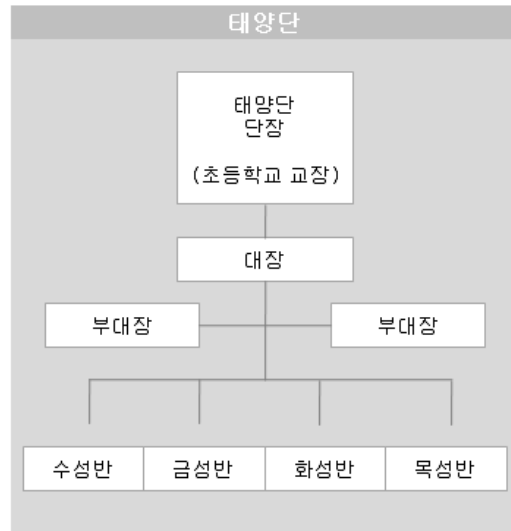 태양단
태양단
단장
(초등학교 교장)
대장
부대장 부대장
수성반 금성반 화성반 목성반